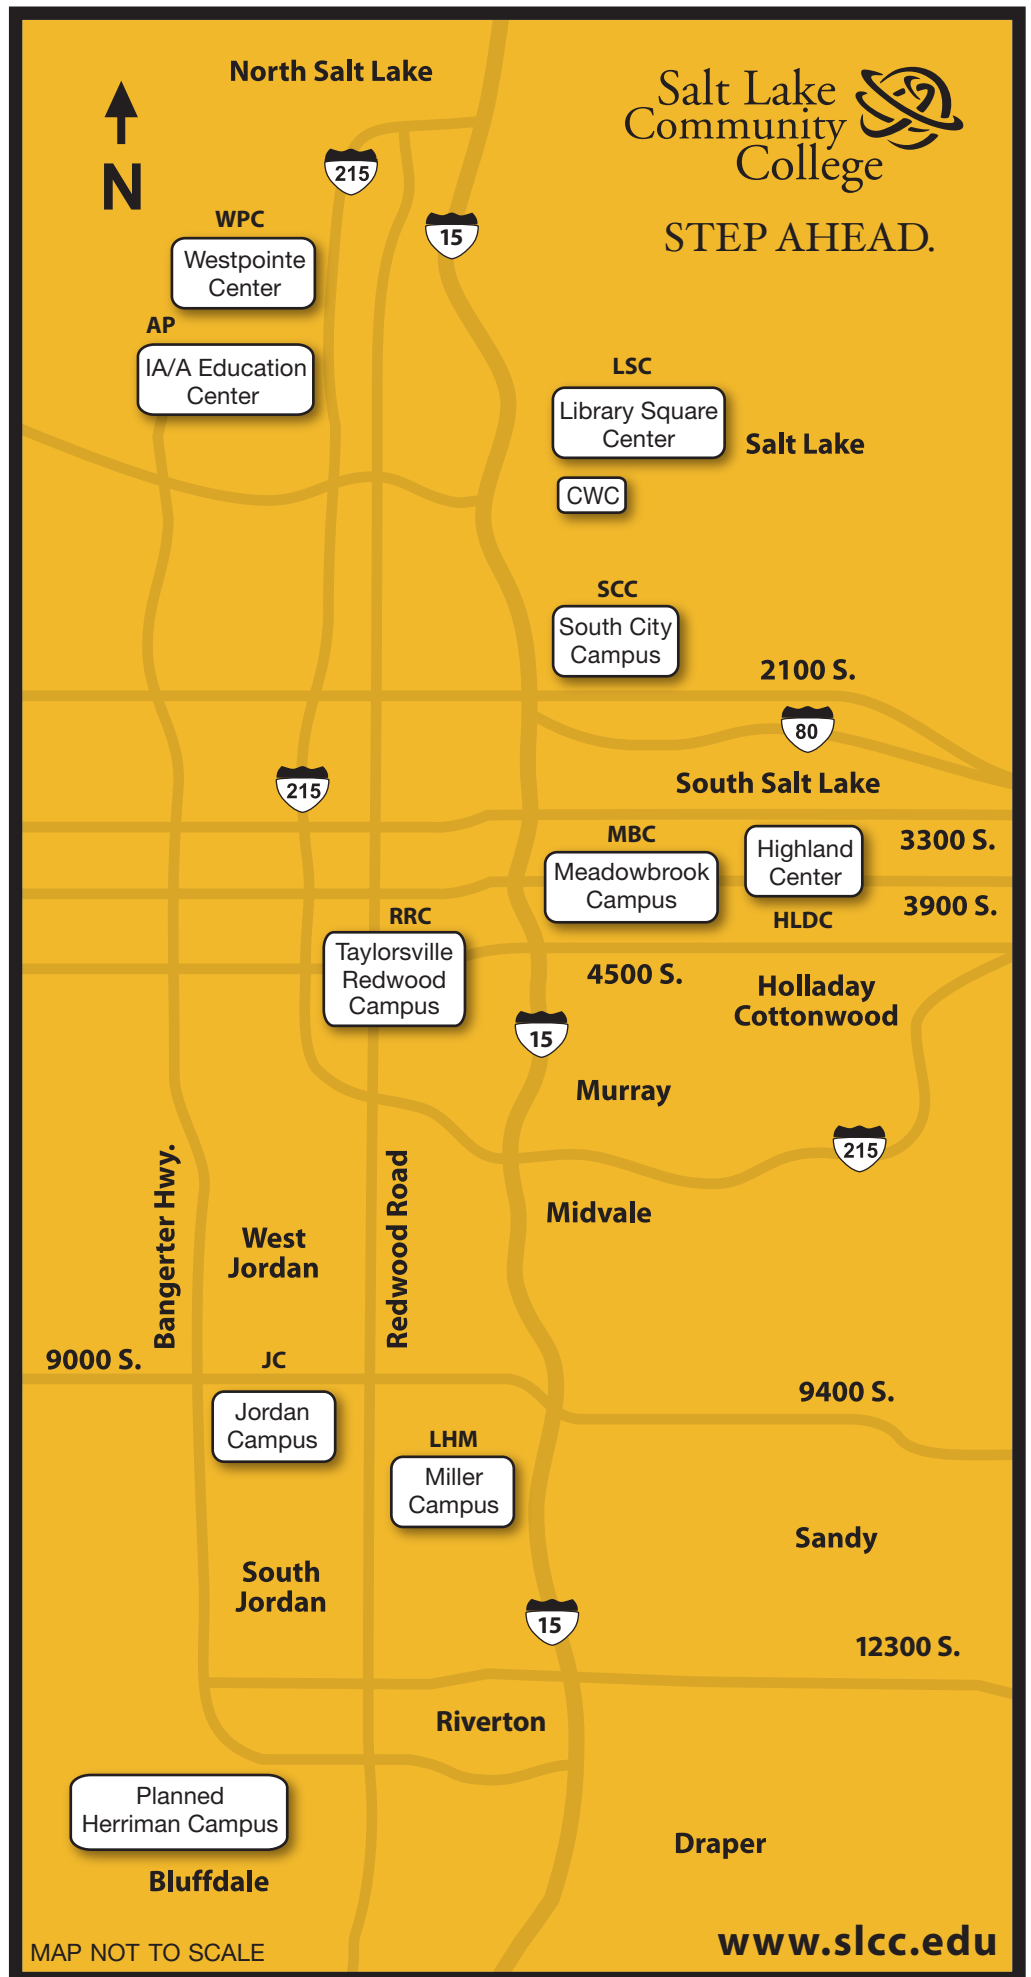 North Salt Lake
Salt Lake
Community
College
STEP AHEAD.
N
215
15
WPC
Westpointe
Center
AP
IA/A Education
Center
LSC
Library Square
Center
Salt Lake
CWC
SCC
South City
Campus
2100 S.
80
South Salt Lake
215
3300 S.
MBC
Meadowbrook
Campus
Highland
Center
HLDC
3900 S.
RRC
Taylorsville
Redwood
Campus
4500 S.
Holladay
Cottonwood
15
Murray
215
Bangerter Hwy.
Redwood Road
Midvale
West
Jordan
9000 S.
JC
Jordan
Campus
9400 S.
LHM
Miller
Campus
Sandy
South
Jordan
15
12300 S.
Riverton
Planned
Herriman Campus
Draper
Bluffdale
MAP NOT TO SCALE
www.slcc.edu